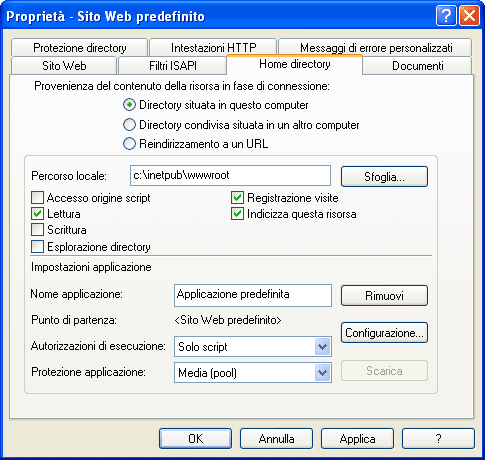 Proprietà - Sito Web predefinito
?
Protezione directory Intestazioni HTTP Messaggi di errore personalizzati
Sito Web Filtri ISAPI Home directory Documenti
Provenienza del contenuto della risorsa in fase di connessione:
Directory situata in questo computer
Directory condivisa situata in un altro computer
Reindirizzamento a un URL
Percorso locale: c:\inetpub\wwwroot Sfoglia...
Accesso origine script Registrazione visite
Lettura Indicizza questa risorsa
Scrittura
Esplorazione directory
Impostazioni applicazione
Nome applicazione: Applicazione predefinita Rimuovi
Punto di partenza: <Sito Web predefinito>
Configurazione...
Autorizzazioni di esecuzione: Solo script
Protezione applicazione: Media (pool) Scarica
OK Annulla Applica ?